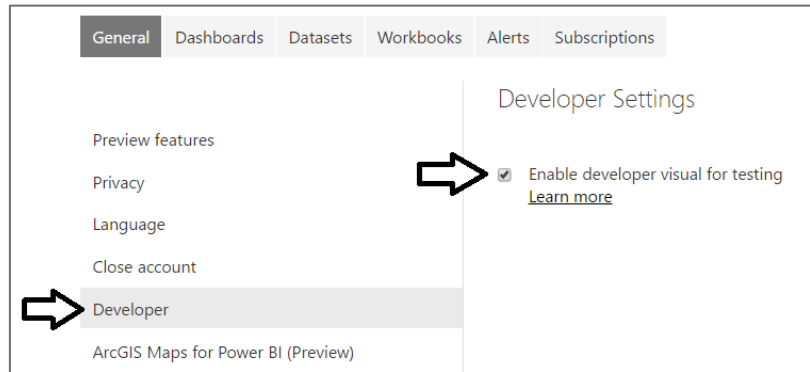 General Dashboards Datasets Workbooks Alerts Subscriptions
Developer Settings
Preview features
Privacy
Enable developer visual for testing
Learn more
Language
Close account
Developer
ArcGIS Maps for Power BI (Preview)